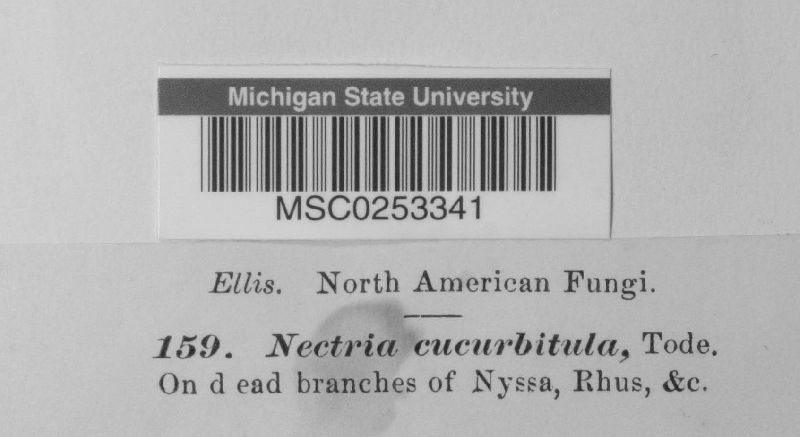 Michigan State University
MSC0253341
Ellis. North American Fungi.
159. Nectria cucurbitula, Tode.
On d ead branches of Nyssa, Rhus, &c.